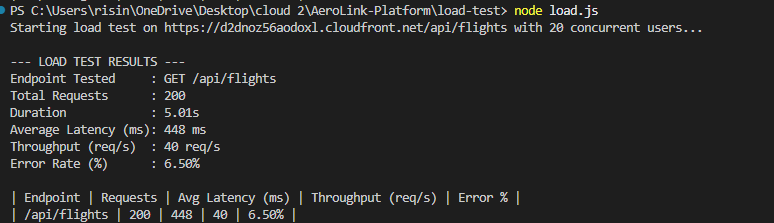 PS C:\Users\risin\OneDrive\Desktop\cloud 2\AeroLink-Platform\load-test> node load.js
Starting load test on https://d2dnoz56aodoxl.cloudfront.net/api/flights with 20 concurrent users...
--- LOAD TEST RESULTS ---
Endpoint Tested     : GET /api/flights
Total Requests      : 200
Duration            : 5.01s
Average Latency (ms): 448 ms
Throughput (req/s)  : 40 req/s
Error Rate (%)      : 6.50%
| Endpoint | Requests | Avg Latency (ms) | Throughput (req/s) | Error % |
| /api/flights | 200 | 448 | 40 | 6.50% |